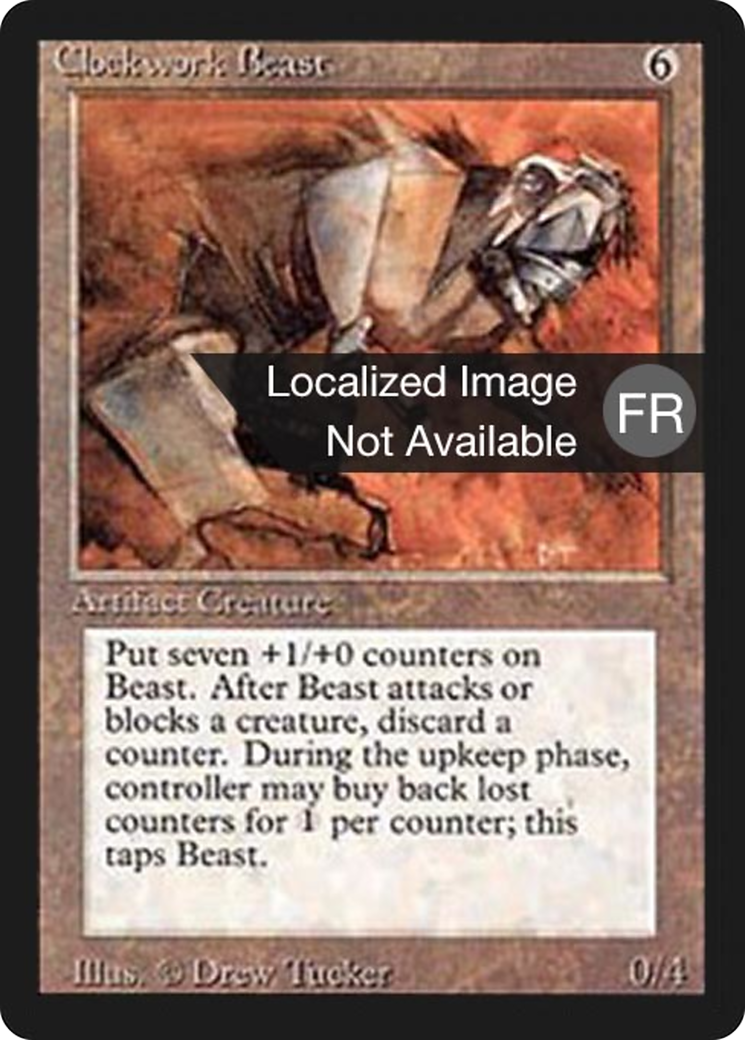 Clockwork Beast 6
Localized Image
Not Available
FR
DT
Artifact Creature
Put seven +1/+0 counters on
Beast. After Beast attacks or
blocks a creature, discard a
counter. During the upkeep phase,
controller may buy back lost
counters for 1 per counter; this
taps Beast.
Illus. © Drew Tucker 0/4